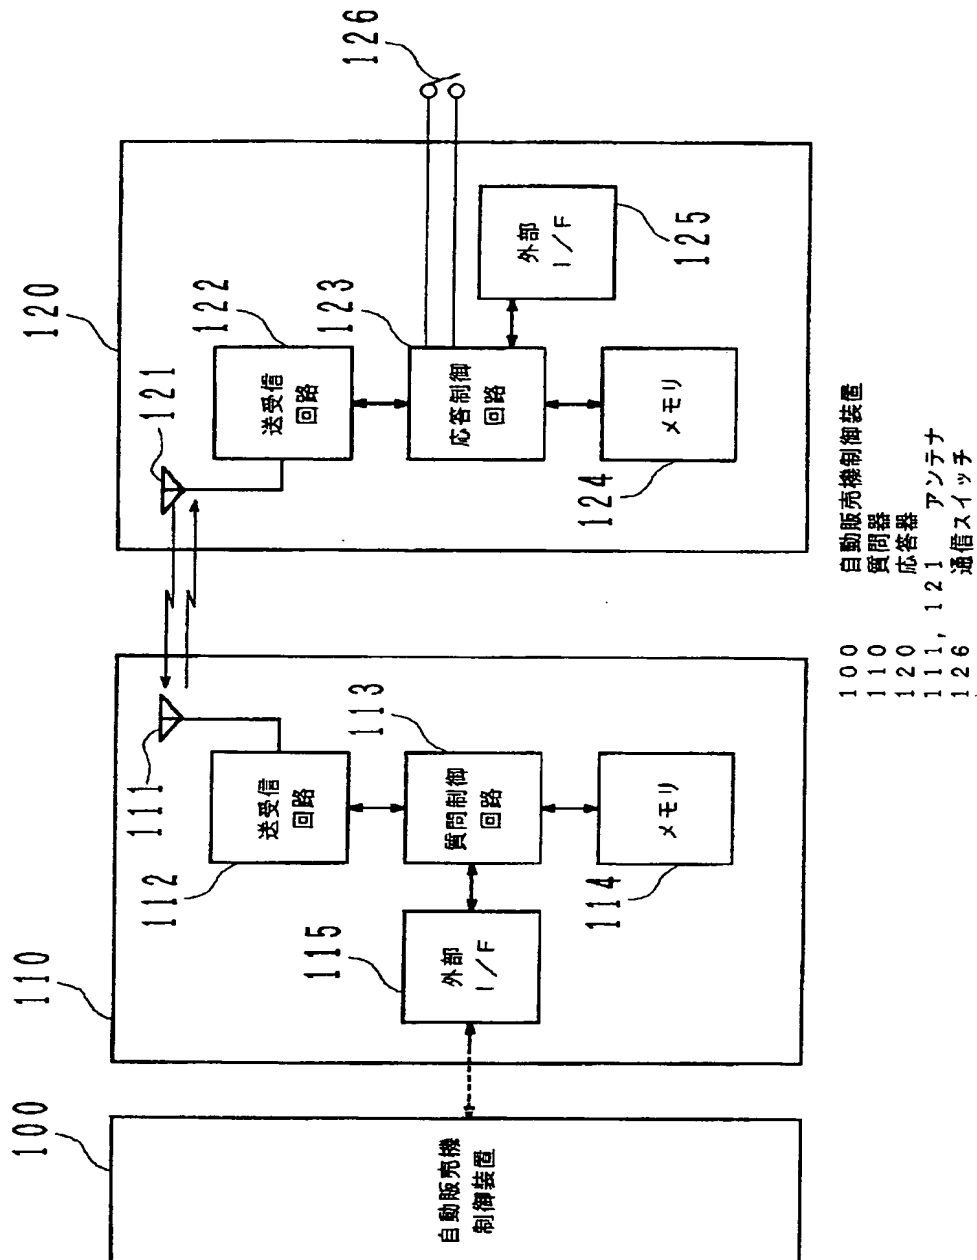 100
自動販売機
制御装置
110
111
112
送受信
回路
113
質問制御
回路
114
メモリ
115
外部
I/F
120
121
122
送受信
回路
123
応答制御
回路
124
メモリ
125
外部
I/F
126
100 自動販売機制御装置
110 質問器
120 応答器
111, 121 アンテナ
126 通信スイッチ